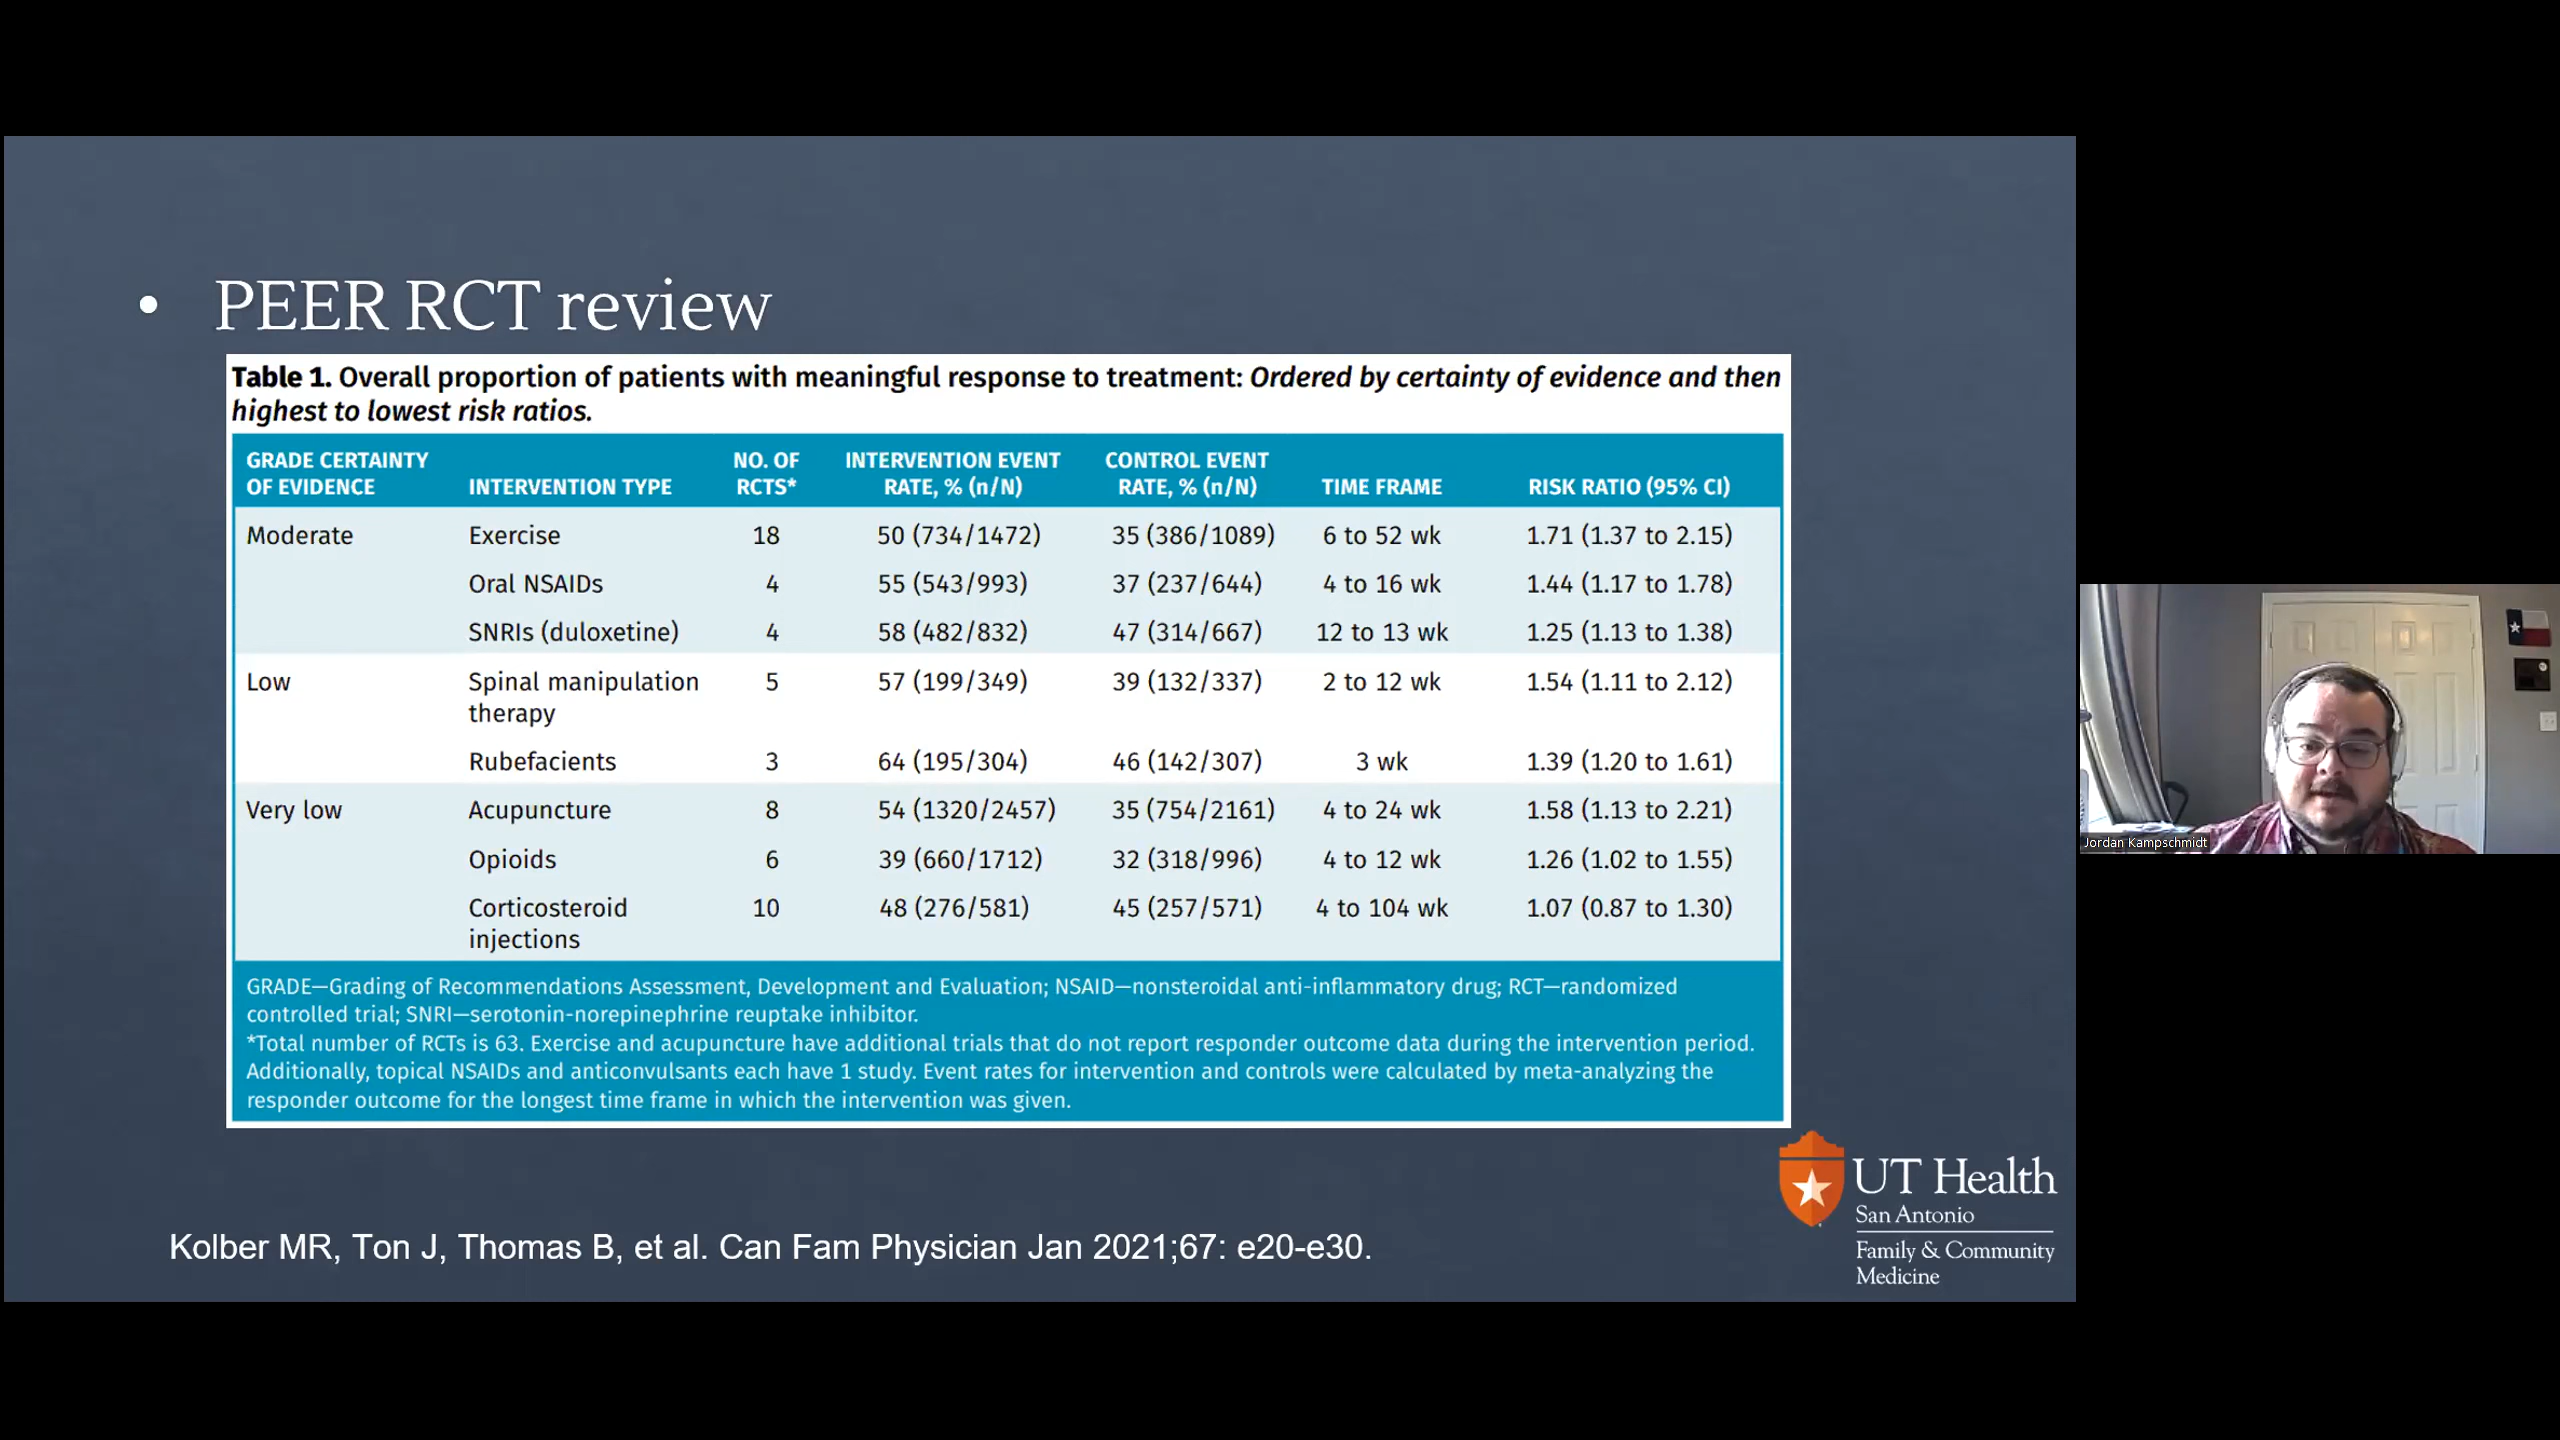 • PEER RCT review
Table 1. Overall proportion of patients with meaningful response to treatment: Ordered by certainty of evidence and then
highest to lowest risk ratios.
GRADE CERTAINTY OF EVIDENCE INTERVENTION TYPE NO. OF RCTS* INTERVENTION EVENT RATE, % (n/N) CONTROL EVENT RATE, % (n/N) TIME FRAME RISK RATIO (95% CI)
Moderate Exercise 18 50 (734/1472) 35 (386/1089) 6 to 52 wk 1.71 (1.37 to 2.15)
Oral NSAIDs 4 55 (543/993) 37 (237/644) 4 to 16 wk 1.44 (1.17 to 1.78)
SNRIs (duloxetine) 4 58 (482/832) 47 (314/667) 12 to 13 wk 1.25 (1.13 to 1.38)
Low Spinal manipulation therapy 5 57 (199/349) 39 (132/337) 2 to 12 wk 1.54 (1.11 to 2.12)
Rubefacients 3 64 (195/304) 46 (142/307) 3 wk 1.39 (1.20 to 1.61)
Very low Acupuncture 8 54 (1320/2457) 35 (754/2161) 4 to 24 wk 1.58 (1.13 to 2.21)
Opioids 6 39 (660/1712) 32 (318/996) 4 to 12 wk 1.26 (1.02 to 1.55)
Corticosteroid injections 10 48 (276/581) 45 (257/571) 4 to 104 wk 1.07 (0.87 to 1.30)
GRADE—Grading of Recommendations Assessment, Development and Evaluation; NSAID—nonsteroidal anti-inflammatory drug; RCT—randomized
controlled trial; SNRI—serotonin-norepinephrine reuptake inhibitor.
*Total number of RCTs is 63. Exercise and acupuncture have additional trials that do not report responder outcome data during the intervention period.
Additionally, topical NSAIDs and anticonvulsants each have 1 study. Event rates for intervention and controls were calculated by meta-analyzing the
responder outcome for the longest time frame in which the intervention was given.
Kolber MR, Ton J, Thomas B, et al. Can Fam Physician Jan 2021;67: e20-e30.
UT Health
San Antonio
Family & Community
Medicine
Jordan Kampschmidt